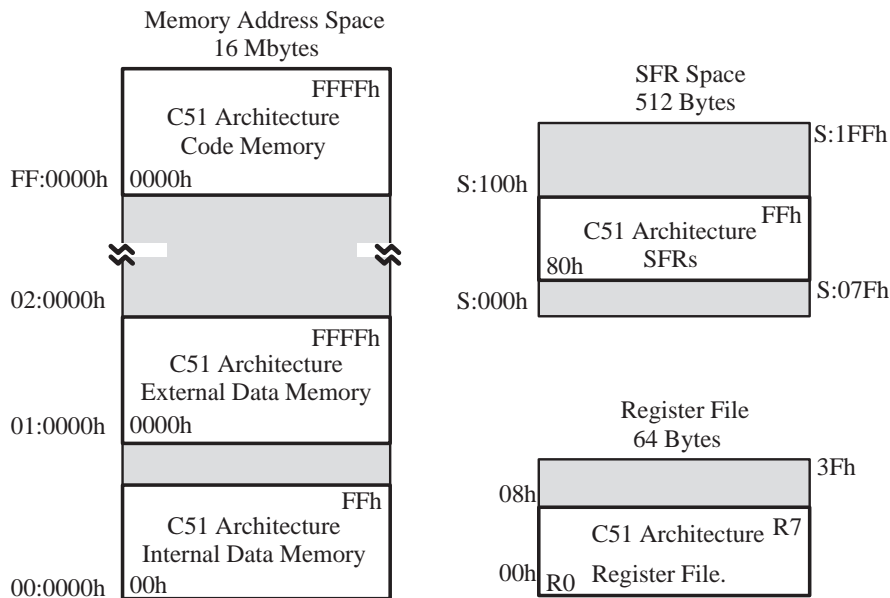 Memory Address Space
16 Mbytes
FFFFh
C51 Architecture
Code Memory
FF:0000h
0000h
02:0000h
FFFFh
C51 Architecture
External Data Memory
01:0000h
0000h
FFh
C51 Architecture
Internal Data Memory
00:0000h
00h
SFR Space
512 Bytes
S:1FFh
S:100h
FFh
C51 Architecture
SFRs
80h
S:000h
S:07Fh
Register File
64 Bytes
3Fh
08h
C51 Architecture
R7
00h
R0
Register File.